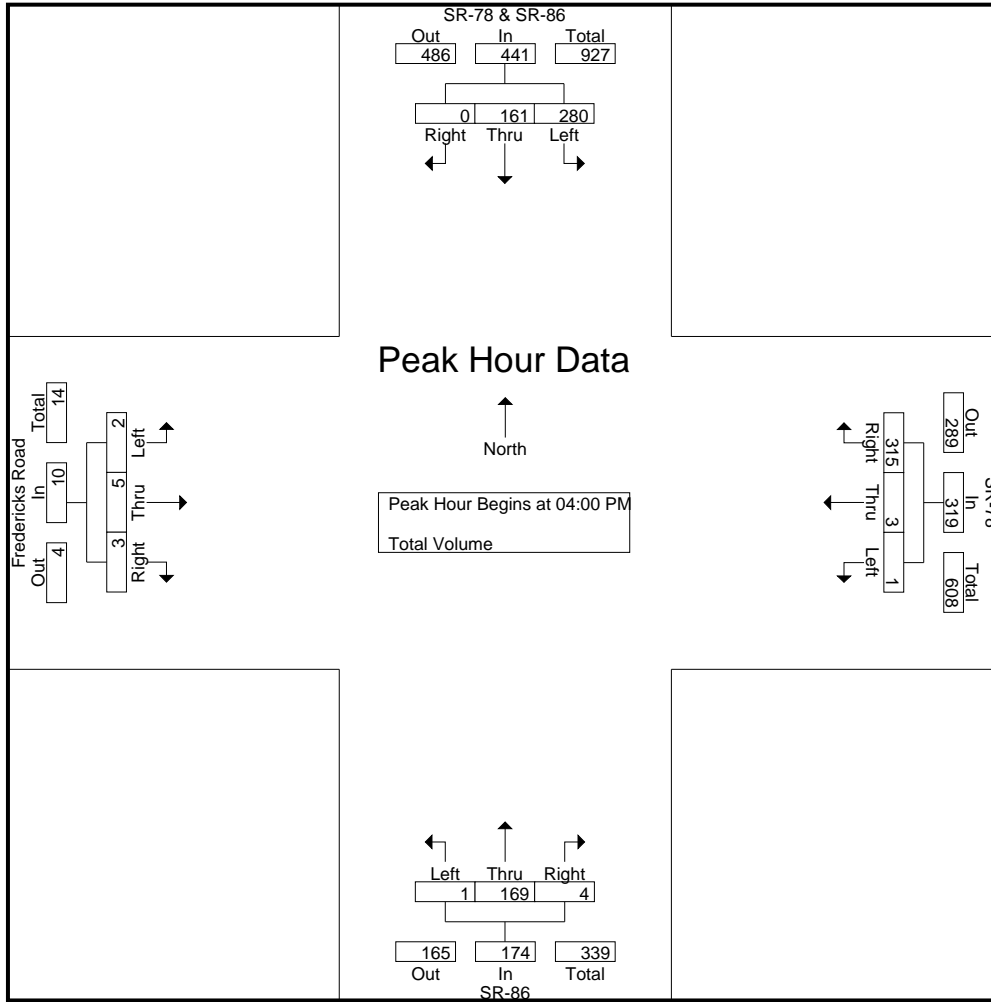 SR-78 & SR-86
Out In Total
486 441 927
0 161 280
Right Thru Left
Peak Hour Data
North
Peak Hour Begins at 04:00 PM
Total Volume
Fredericks Road
Total In Out
14 10 4
2 5 3
Left Thru Right
Right Thru Left
315 3 1
289 319 608
Out In Total
SR-78
Left Thru Right
1 169 4
165 174 339
Out In Total
SR-86